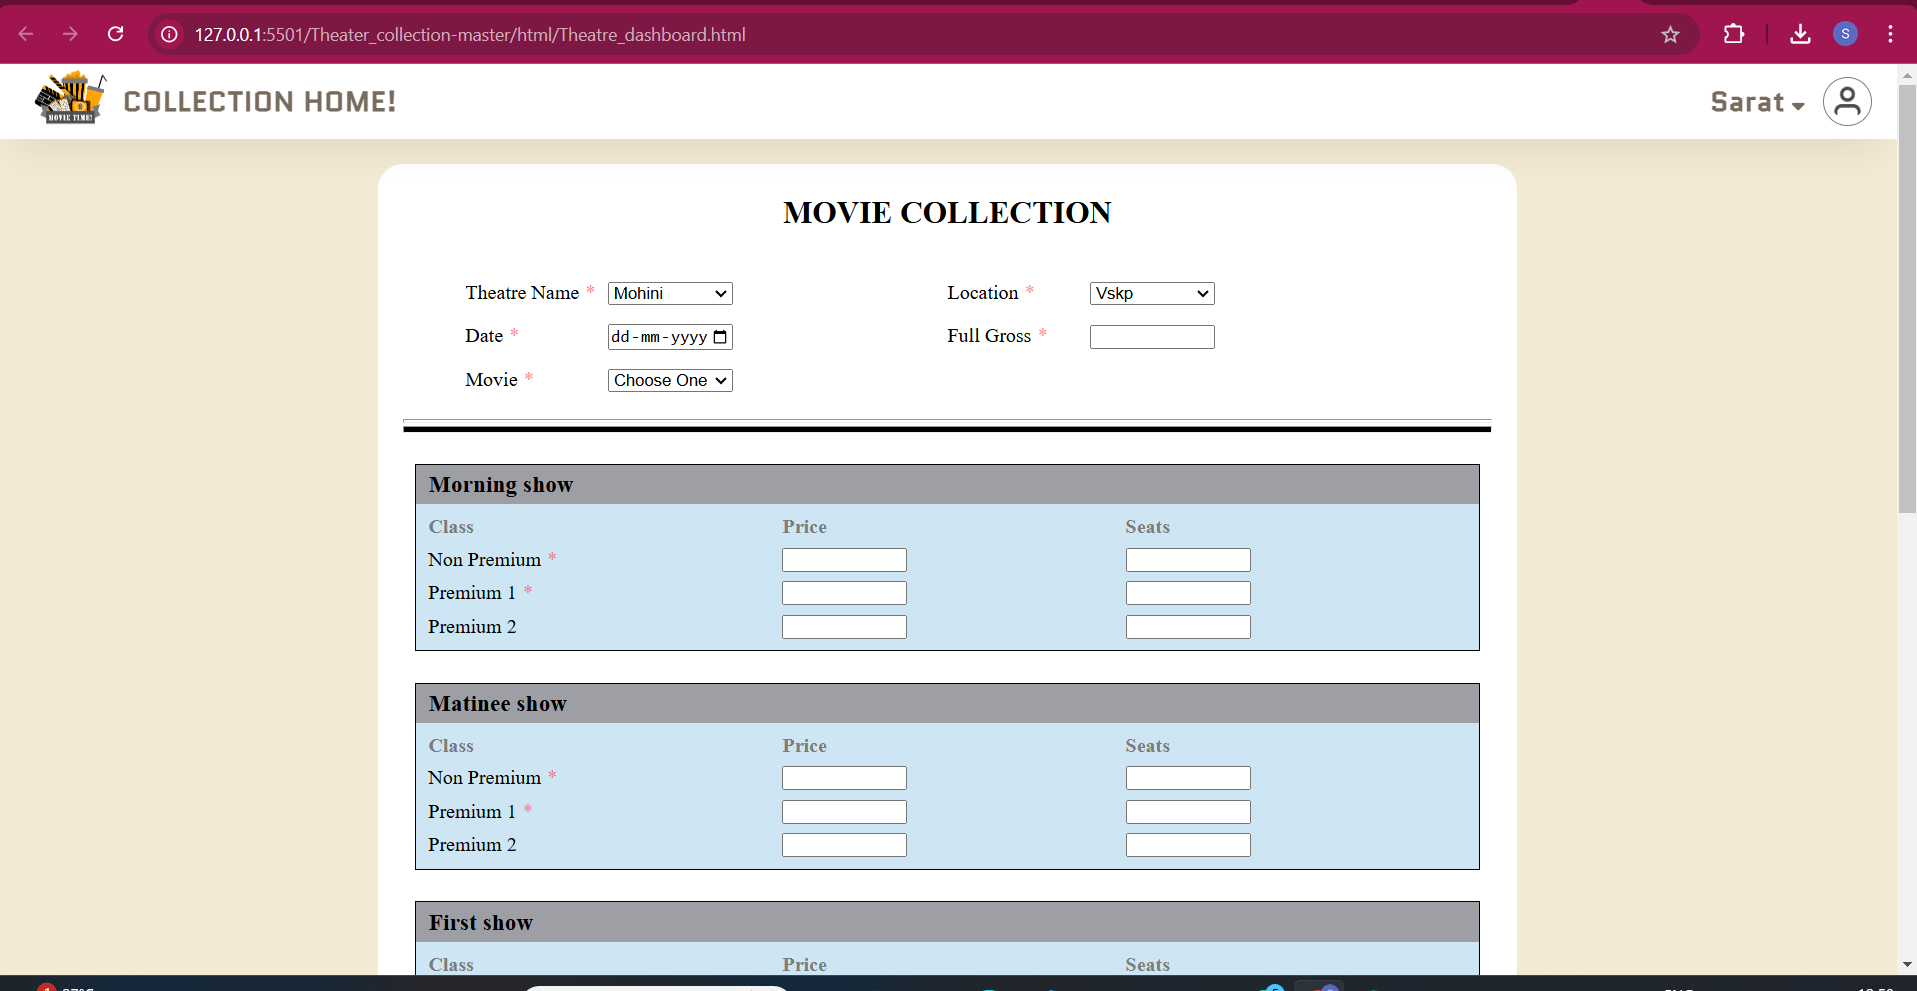 127.0.0.1:5501/Theater_collection-master/html/Theatre_dashboard.html
S
MOVIE TIME!
COLLECTION HOME!
Sarat
MOVIE COLLECTION
Theatre Name * Mohini
Location * Vskp
Date * dd-mm-yyyy
Full Gross *
Movie * Choose One
Morning show
Class Price Seats
Non Premium *
Premium 1 *
Premium 2
Matinee show
Class Price Seats
Non Premium *
Premium 1 *
Premium 2
First show
Class Price Seats